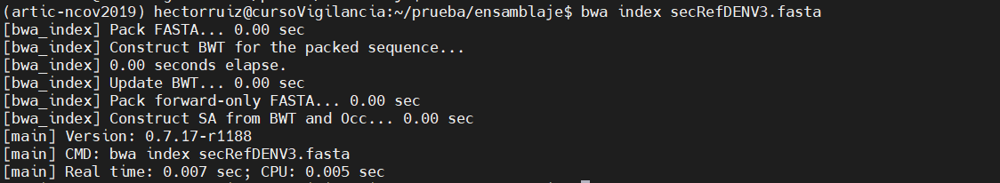 (artic-ncov2019) hectorruiz@cursoVigilancia:~/prueba/ensamblaje$ bwa index secRefDENV3.fasta
[bwa_index] Pack FASTA... 0.00 sec
[bwa_index] Construct BWT for the packed sequence...
[bwa_index] 0.00 seconds elapse.
[bwa_index] Update BWT... 0.00 sec
[bwa_index] Pack forward-only FASTA... 0.00 sec
[bwa_index] Construct SA from BWT and Occ... 0.00 sec
[main] Version: 0.7.17-r1188
[main] CMD: bwa index secRefDENV3.fasta
[main] Real time: 0.007 sec; CPU: 0.005 sec